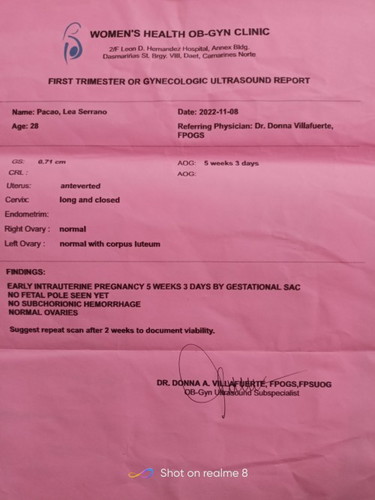 WOMEN'S HEALTH OB-GYN CLINIC
2/F Leon D. Hernandez Hospital, Annex Bldg.
Dasmariñas St, Brgy. VIII, Daet, Camarines Norte
FIRST TRIMESTER OR GYNECOLOGIC ULTRASOUND REPORT
Name: Pacao, Lea Serrano Date: 2022-11-08
Age: 28 Referring Physician: Dr. Donna Villafuerte, FPOGS
GS: 0.71 cm AOG: 5 weeks 3 days
CRL : AOG:
Uterus: anteverted
Cervix: long and closed
Endometrim:
Right Ovary : normal
Left Ovary : normal with corpus luteum
FINDINGS:
EARLY INTRAUTERINE PREGNANCY 5 WEEKS 3 DAYS BY GESTATIONAL SAC
NO FETAL POLE SEEN YET
NO SUBCHORIONIC HEMORRHAGE
NORMAL OVARIES
Suggest repeat scan after 2 weeks to document viability.
DR. DONNA A. VILLAFUERTE, FPOGS,FPSUOG
OB-Gyn Ultrasound Subspecialist
Shot on realme 8